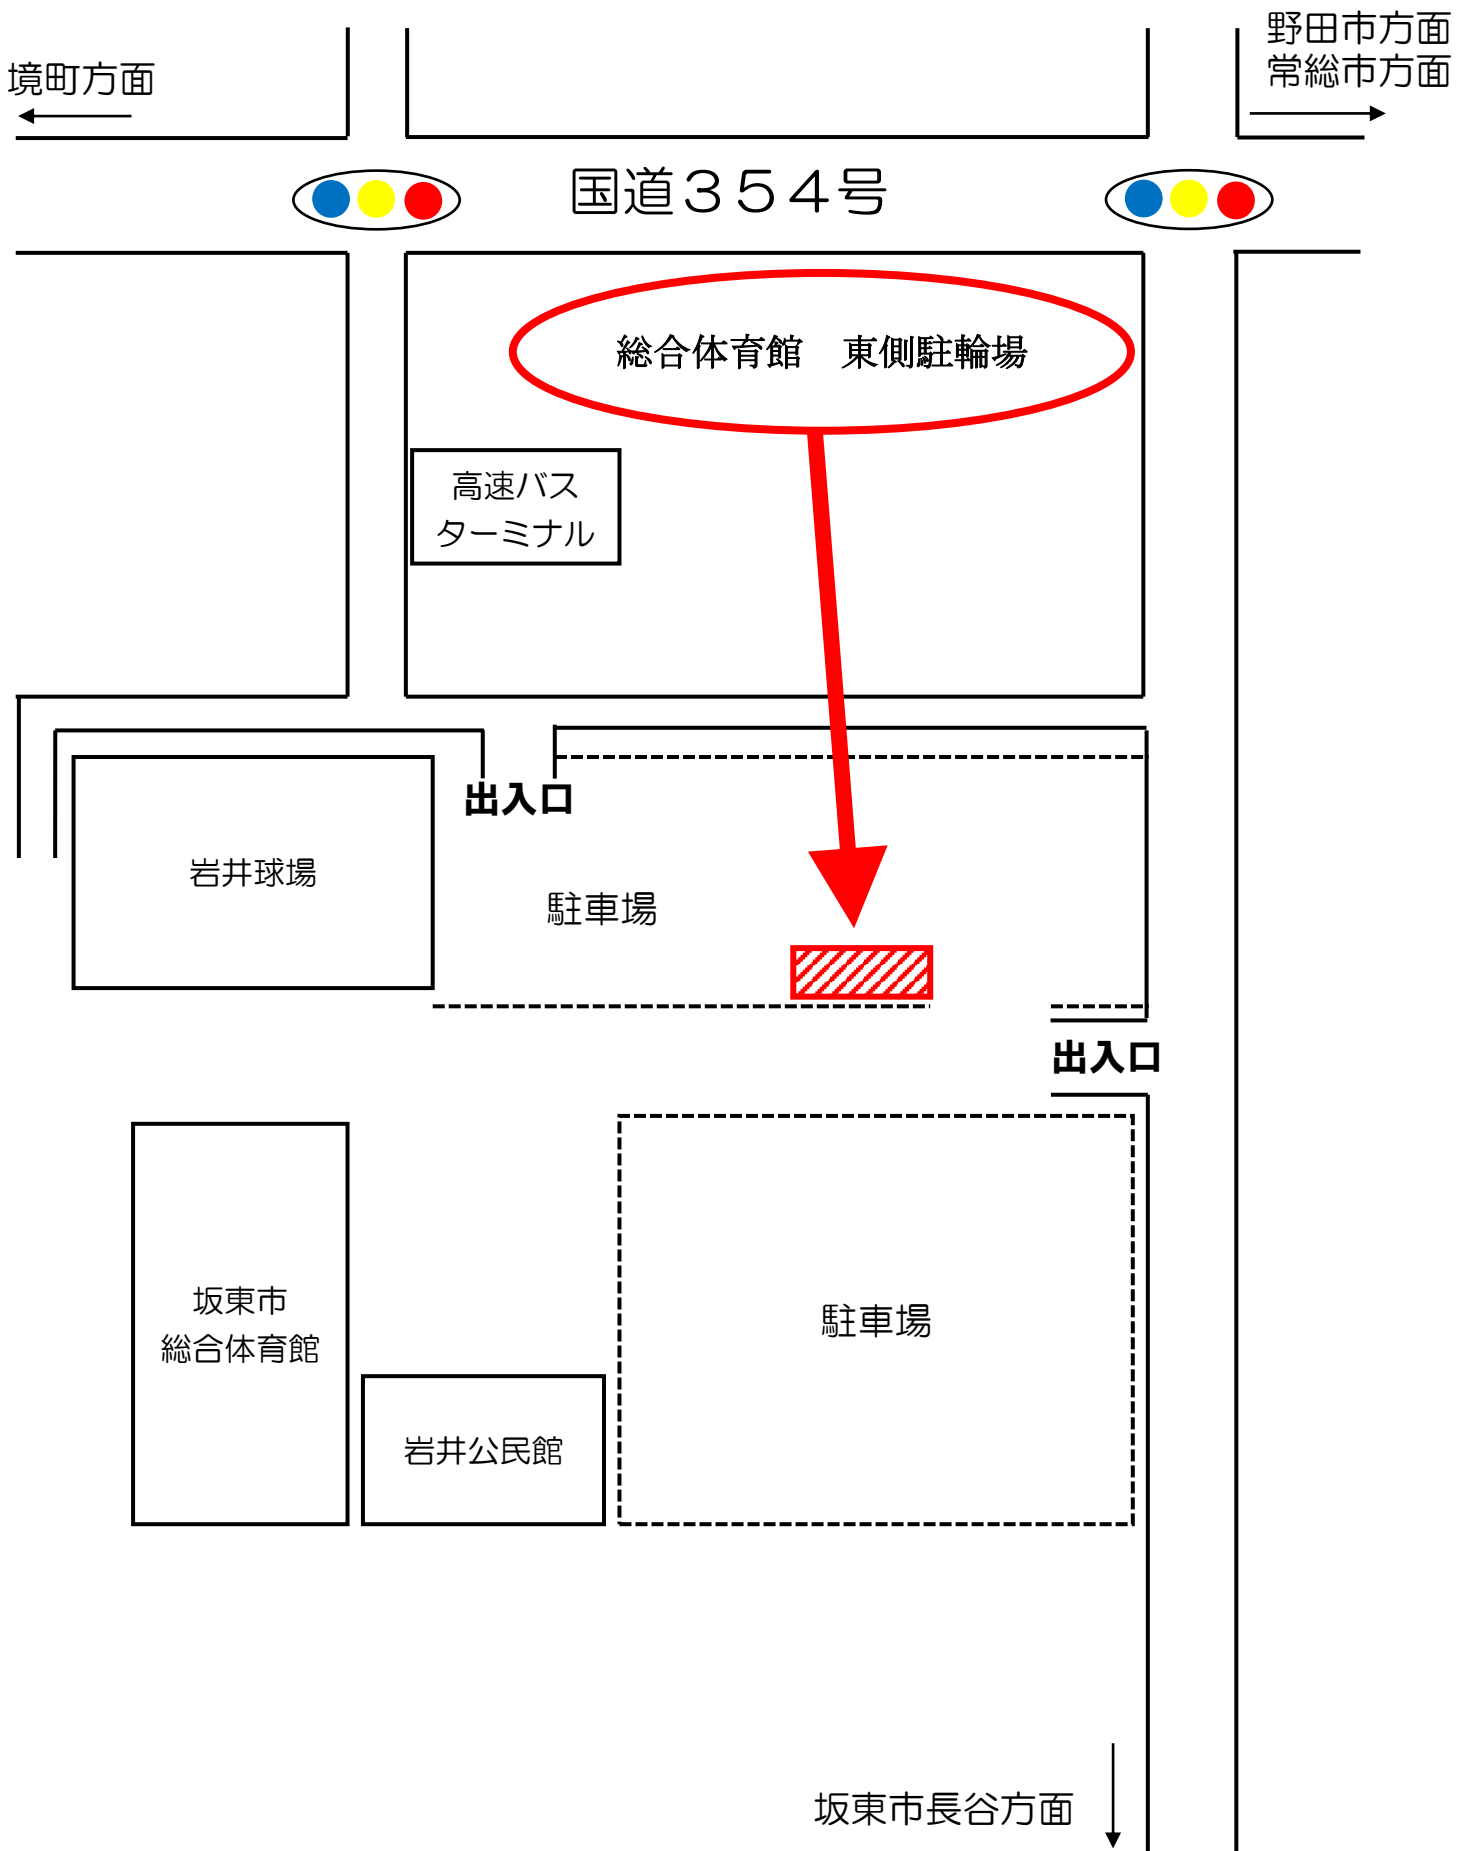 野田市方面
常総市方面
境町方面
国道３５４号
総合体育館　東側駐輪場
高速バス
ターミナル
出入口
岩井球場
駐車場
出入口
坂東市
総合体育館
駐車場
岩井公民館
坂東市長谷方面